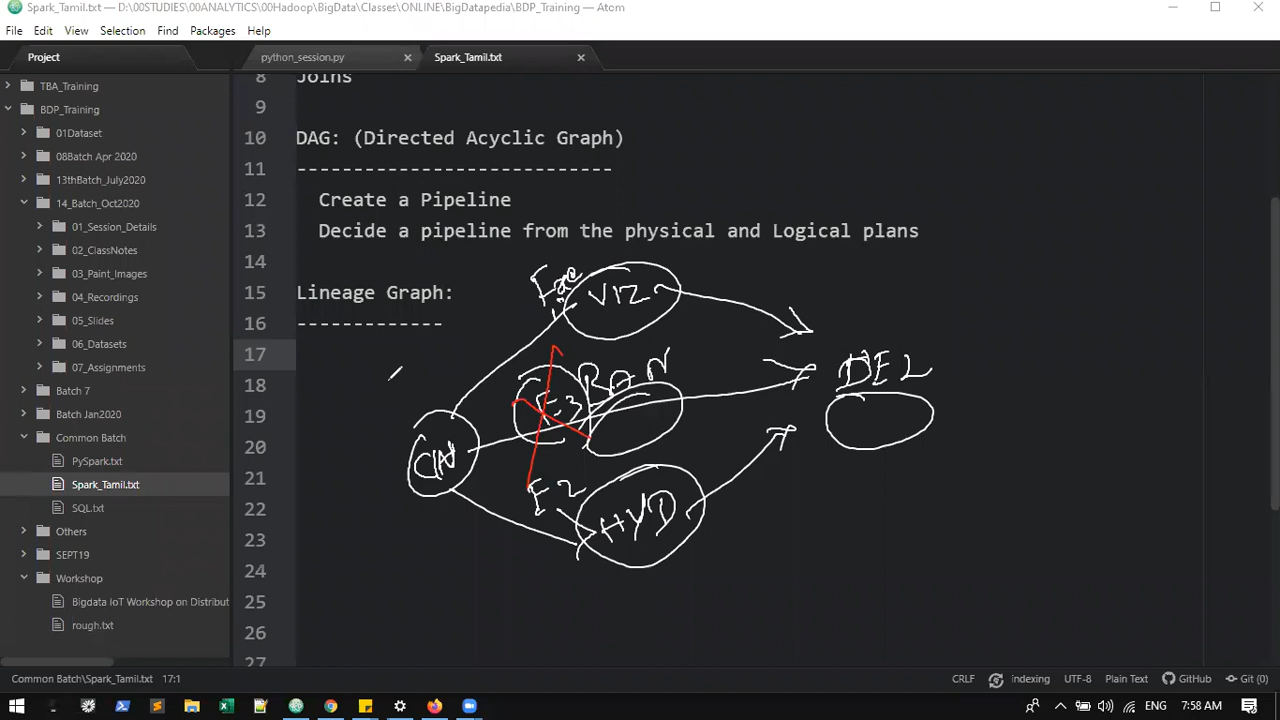 Spark_Tamil.txt — D:\00STUDIES\00ANALYTICS\00Hadoop\BigData\Classes\ONLINE\BigDatapedia\BDP_Training — Atom
File Edit View Selection Find Packages Help
Project
python_session.py
Spark_Tamil.txt
TBA_Training
BDP_Training
01Dataset
08Batch Apr 2020
13thBatch_July2020
14_Batch_Oct2020
01_Session_Details
02_ClassNotes
03_Paint_Images
04_Recordings
05_Slides
06_Datasets
07_Assignments
Batch 7
Batch Jan2020
Common Batch
PySpark.txt
Spark_Tamil.txt
SQL.txt
Others
SEPT19
Workshop
Bigdata IoT Workshop on Distribut
rough.txt
8 Joins
9
10 DAG: (Directed Acyclic Graph)
11 ----------------------------
12 Create a Pipeline
13 Decide a pipeline from the physical and Logical plans
14
15 Lineage Graph:
16 -------------
17
18
19
20
21
22
23
24
25
26
27
VIZ
BAN
DEL
F3
F2
HYD
Common Batch\Spark_Tamil.txt 17:1
CRLF Indexing UTF-8 Plain Text GitHub Git (0)
ENG 7:58 AM